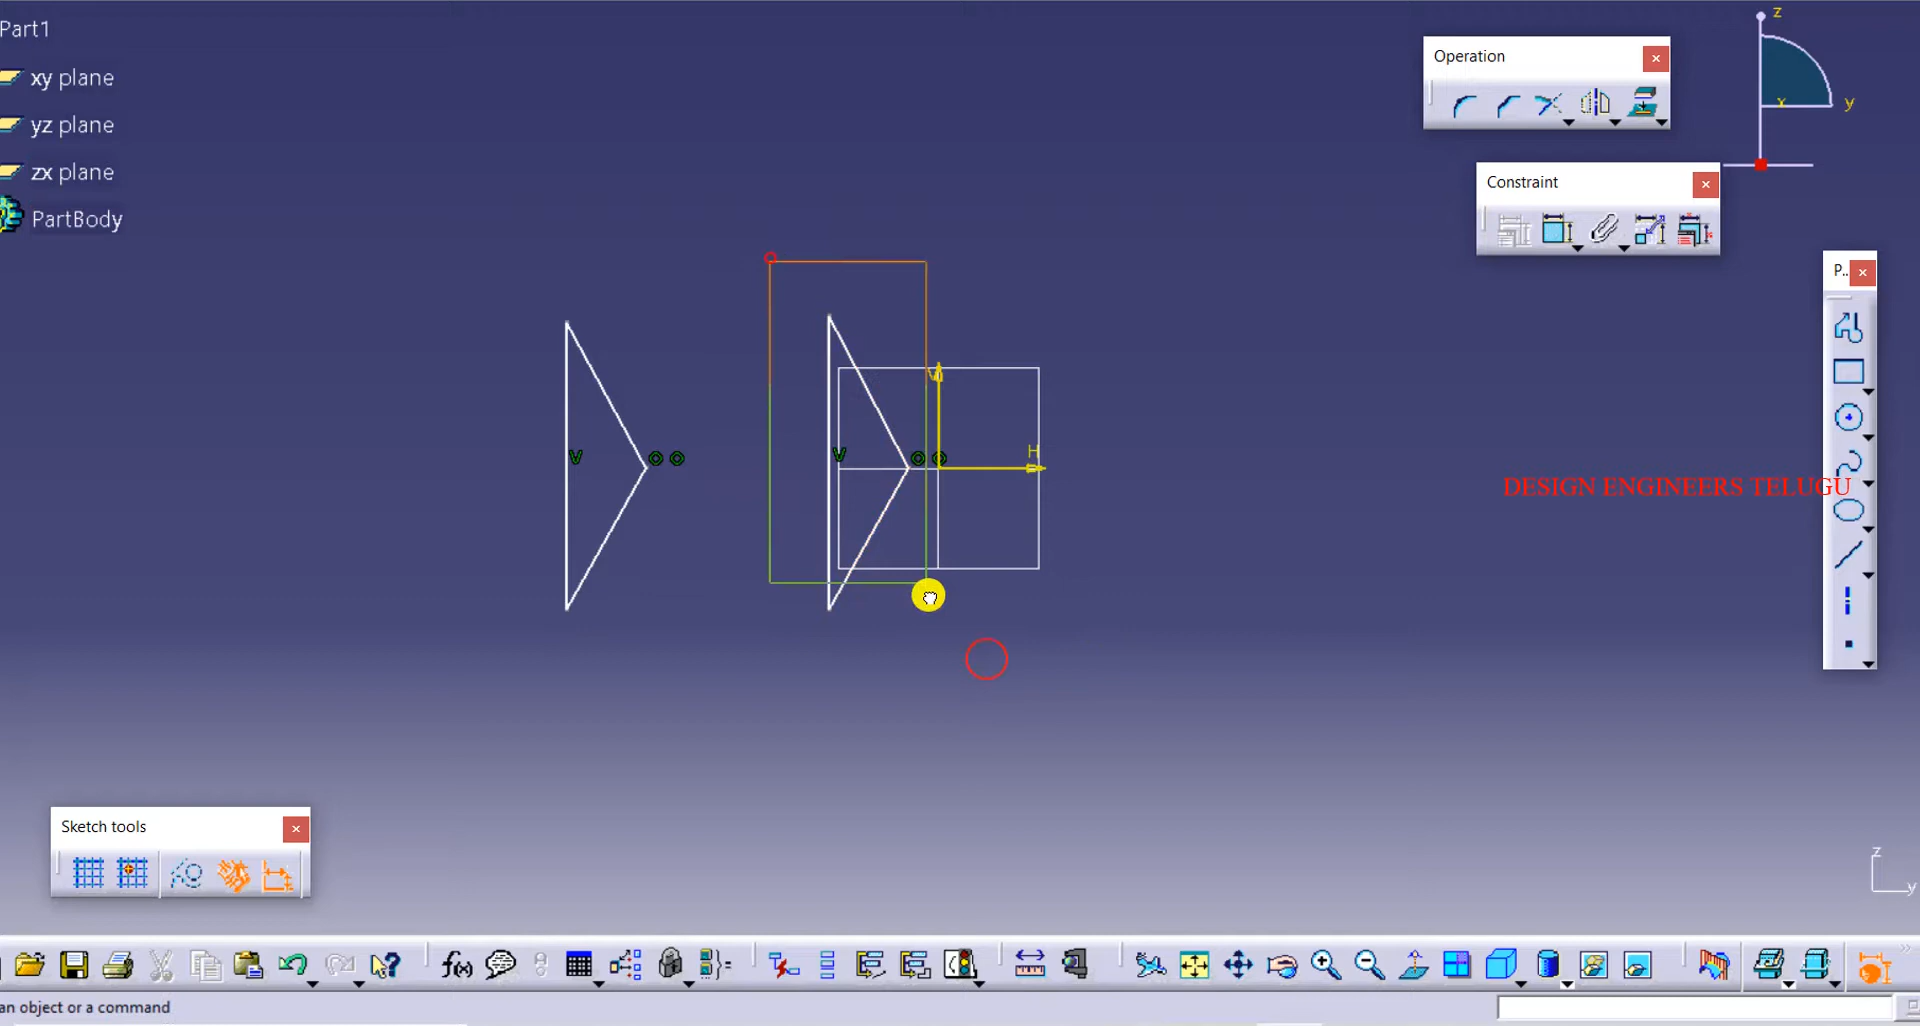 Part1
xy plane
yz plane
zx plane
PartBody
Operation
Constraint
P..
z
y
x
V
H
V
V
DESIGN ENGINEERS TELUGU
Sketch tools
z
y
f(x)
an object or a command